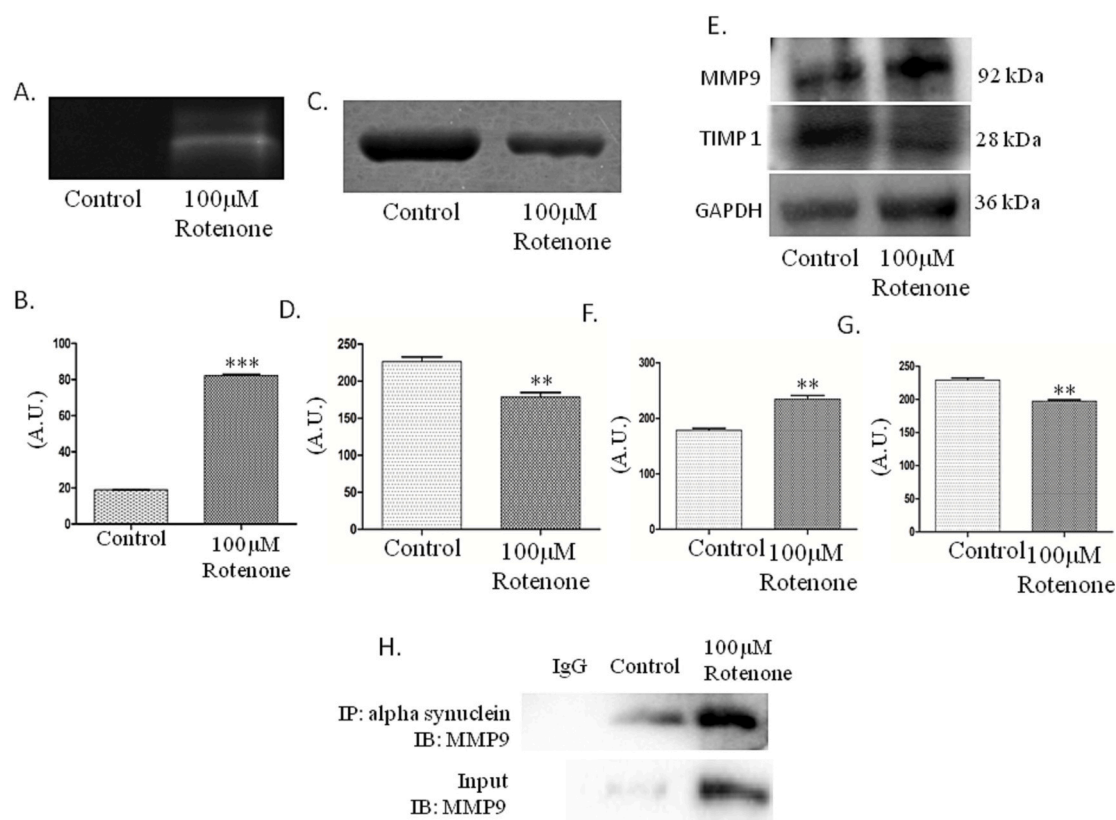 A.
Control
100μM
Rotenone
C.
Control
100μM
Rotenone
E.
MMP9
92 kDa
TIMP 1
28 kDa
GAPDH
36 kDa
Control
100μM
Rotenone
B.
(A.U.)
100
80
60
40
20
0
***
Control
100μM
Rotenone
D.
(A.U.)
250
200
150
100
50
0
**
Control
100μM
Rotenone
F.
(A.U.)
300
200
100
0
**
Control
100μM
Rotenone
G.
(A.U.)
250
200
150
100
50
0
**
Control
100μM
Rotenone
H.
IgG
Control
100μM
Rotenone
IP: alpha synuclein
IB: MMP9
Input
IB: MMP9